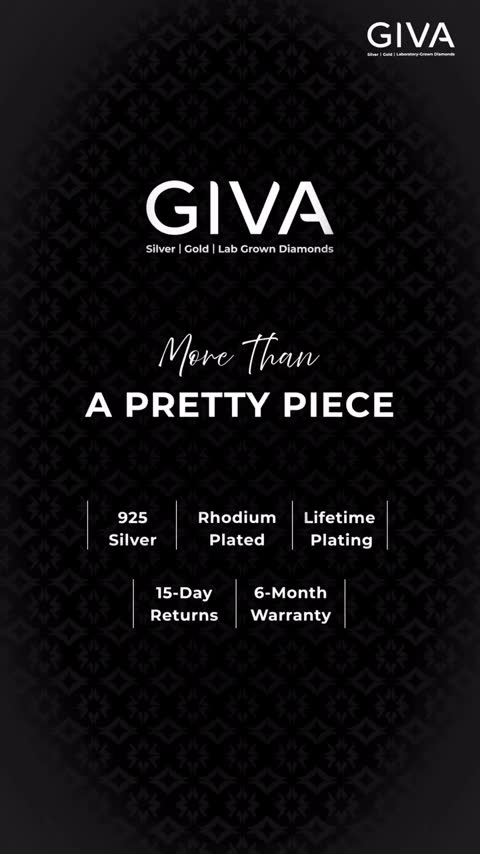 GIVA
Silver | Gold | Laboratory-Grown Diamonds
GIVA
Silver | Gold | Lab Grown Diamonds
More Than
A PRETTY PIECE
925
Silver
Rhodium
Plated
Lifetime
Plating
15-Day
Returns
6-Month
Warranty